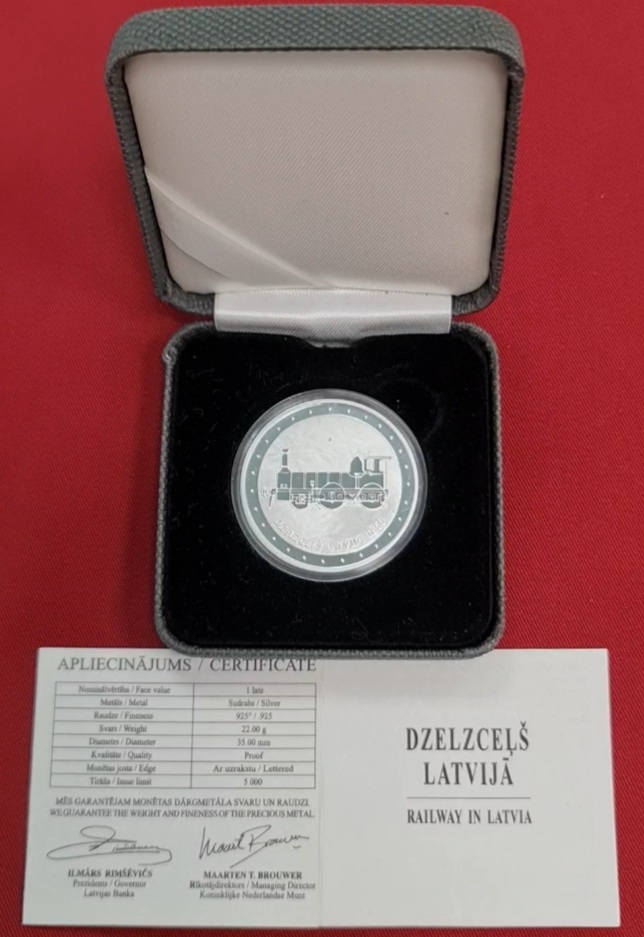 APLIECINĀJUMS / CERTIFICATE
Nominālvērtība / Face value 1 lats
Metāls / Metal Sudrabs / Silver
Raudze / Fineness 925° / .925
Svars / Weight 22.00 g
Diametrs / Diameter 35.00 mm
Kvalitāte / Quality Proof
Monētas josta / Edge Ar uzrakstu / Lettered
Tirāža / Issue limit 5 000
MĒS GARANTĒJAM MONĒTAS DĀRGMETĀLA SVARU UN RAUDZI.
WE GUARANTEE THE WEIGHT AND FINENESS OF THE PRECIOUS METAL.
ILMĀRS RIMŠĒVIČS
Prezidents / Governor
Latvijas Banka
MAARTEN T. BROUWER
Rīkotājdirektors / Managing Director
Koninklijke Nederlandse Munt
DZELZCEĻŠ
LATVIJĀ
RAILWAY IN LATVIA